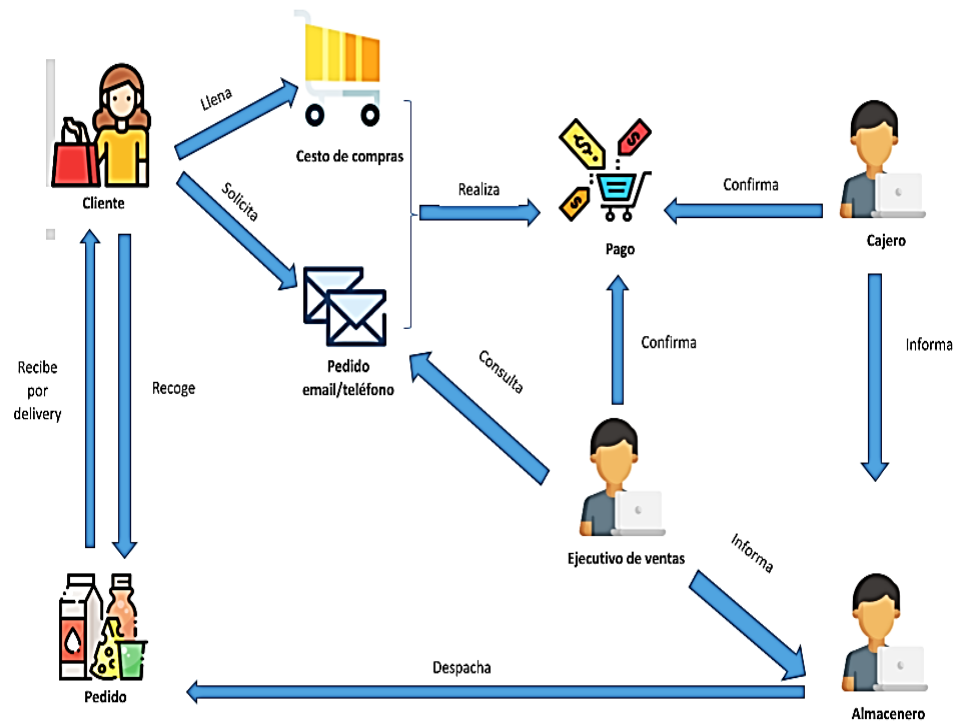 Llena
Cesto de compras
Cliente
Solicita
Realiza
Confirma
Pago
Cajero
Recibe
por
delivery
Recoge
Pedido
email/teléfono
Consulta
Confirma
Informa
Ejecutivo de ventas
Informa
Despacha
Pedido
Almacenero